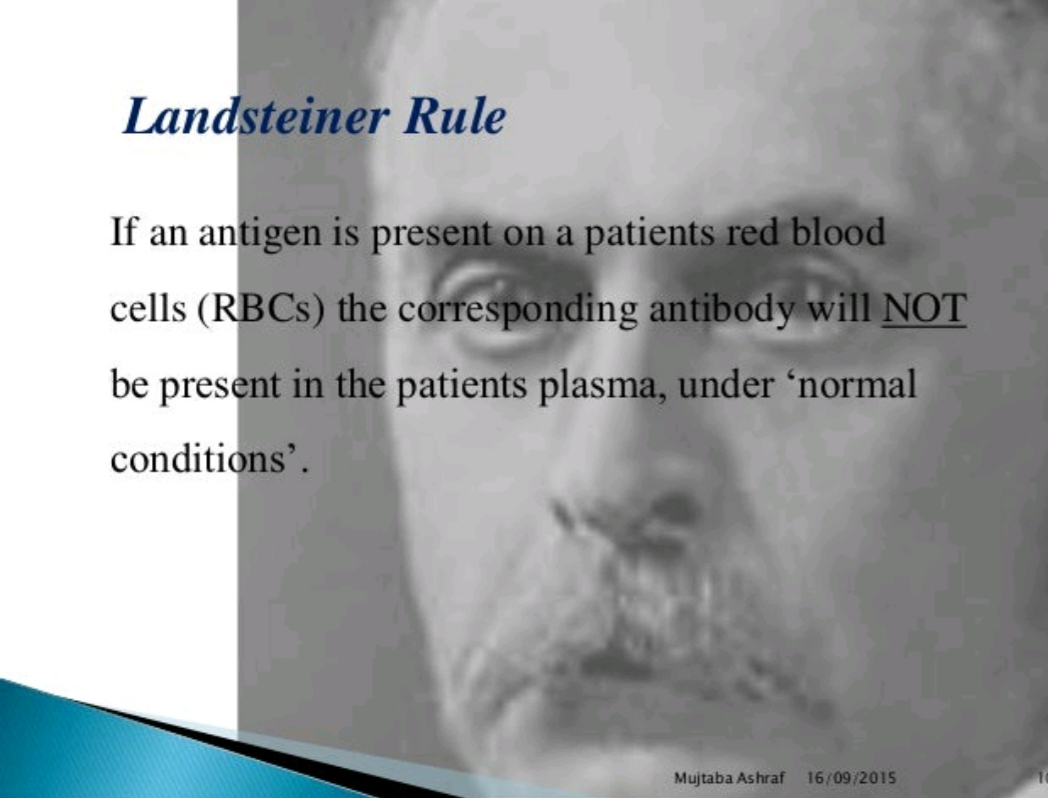 Landsteiner Rule
If an antigen is present on a patients red blood
cells (RBCs) the corresponding antibody will NOT
be present in the patients plasma, under ‘normal
conditions’.
Mujtaba Ashraf 16/09/2015